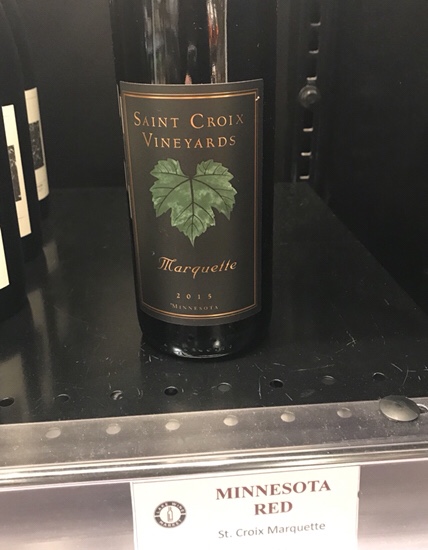 SAINT CROIX
VINEYARDS
Marquette
2015
MINNESOTA
MINNESOTA
RED
St. Croix Marquette